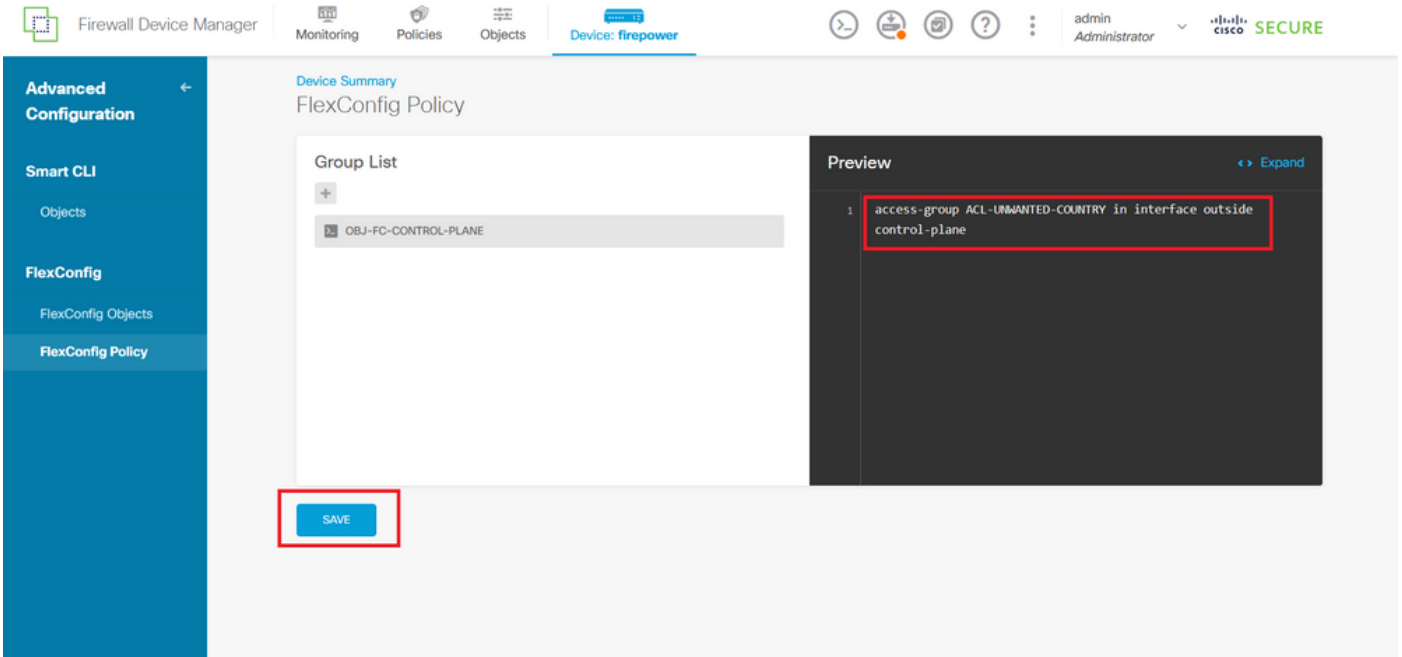 Firewall Device Manager
Monitoring
Policies
Objects
Device: firepower
admin
Administrator
cisco SECURE
Advanced
Configuration
Smart CLI
Objects
FlexConfig
FlexConfig Objects
FlexConfig Policy
Device Summary
FlexConfig Policy
Group List
+
>_ OBJ-FC-CONTROL-PLANE
SAVE
Preview
<> Expand
1 access-group ACL-UNWANTED-COUNTRY in interface outside
control-plane